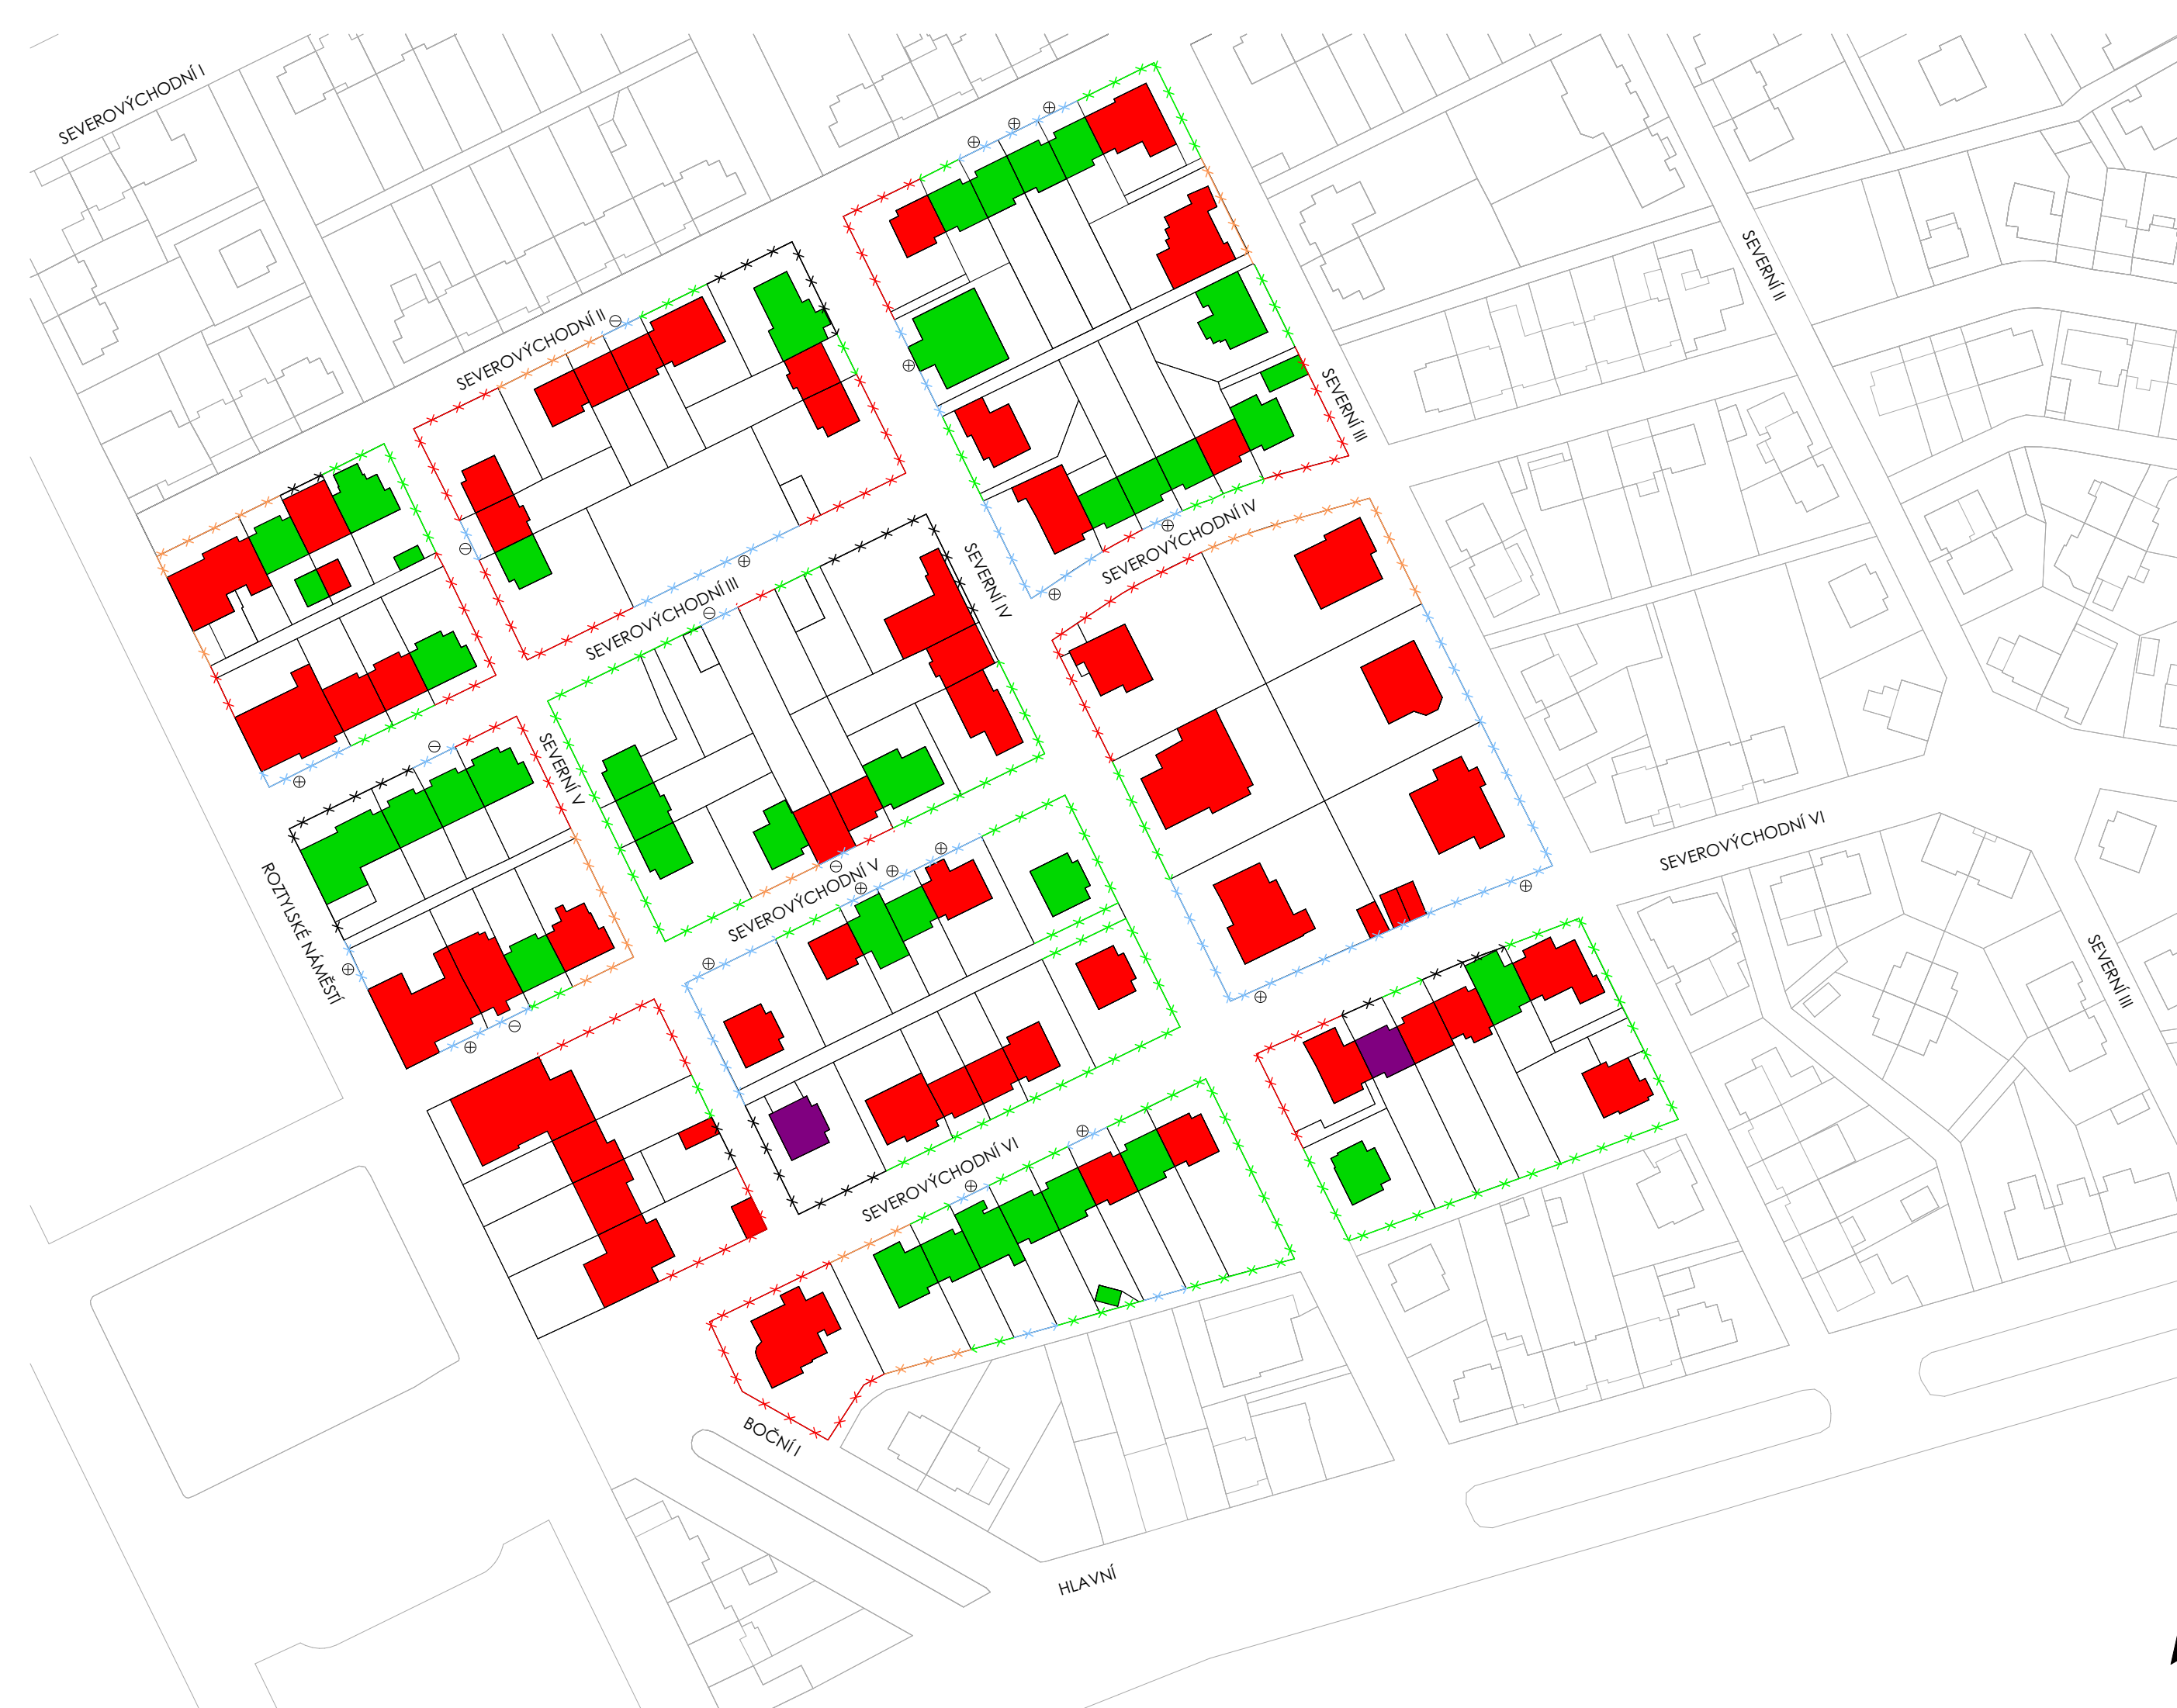 SEVEROVÝCHODNÍ I
SEVERNÍ II
SEVEROVÝCHODNÍ II
SEVERNÍ III
SEVEROVÝCHODNÍ IV
SEVERNÍ IV
SEVEROVÝCHODNÍ III
SEVERNÍ V
SEVEROVÝCHODNÍ VI
ROZTYLSKÉ NÁMĚSTÍ
SEVEROVÝCHODNÍ V
SEVERNÍ III
SEVEROVÝCHODNÍ VI
BOČNÍ I
HLAVNÍ